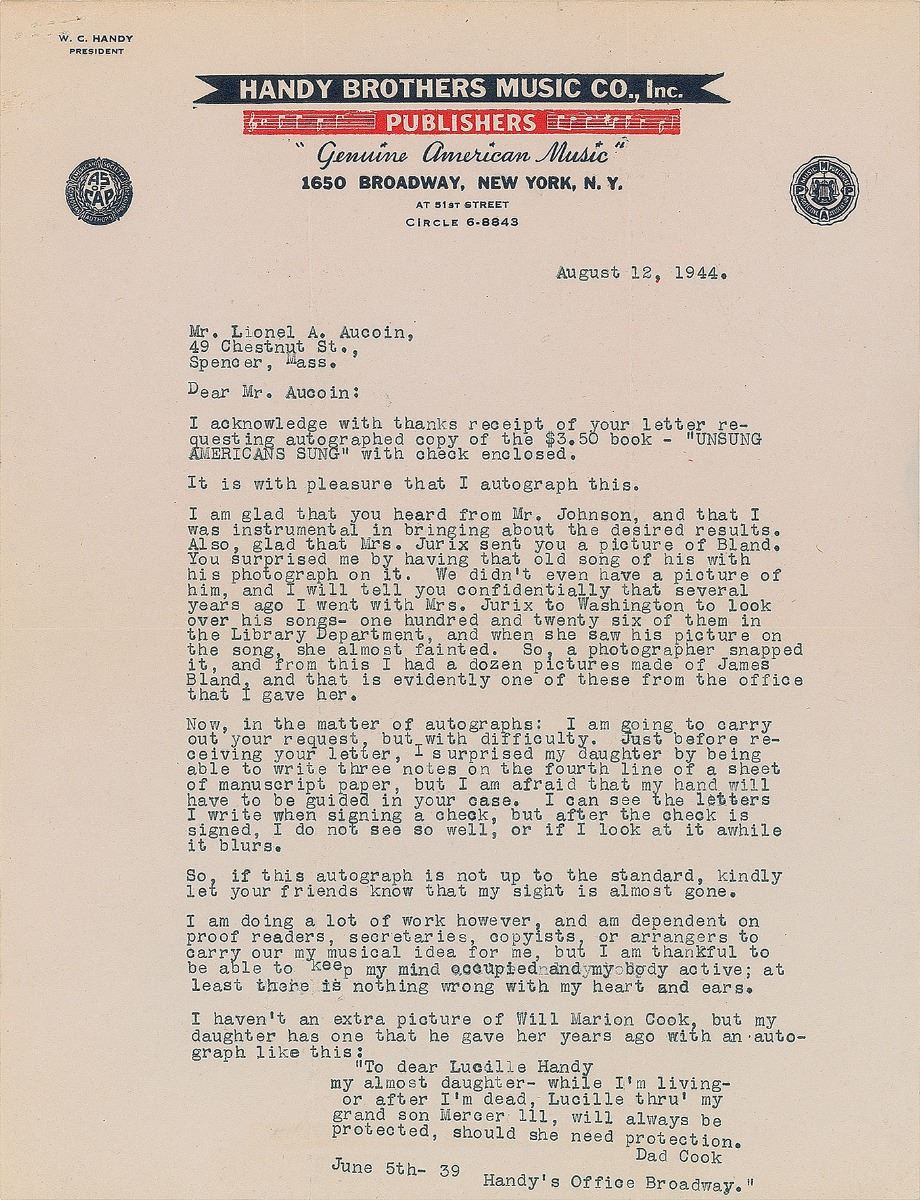 W. C. HANDY
PRESIDENT
HANDY BROTHERS MUSIC CO., Inc.
PUBLISHERS
"Genuine American Music"
1650 BROADWAY, NEW YORK, N. Y.
AT 51ST STREET
CIRCLE 6-8843
AS
OF
CAP
August 12, 1944.
Mr. Lionel A. Aucoin,
49 Chestnut St.,
Spencer, Mass.
Dear Mr. Aucoin:
I acknowledge with thanks receipt of your letter re-
questing autographed copy of the $3.50 book - "UNSUNG
AMERICANS SUNG" with check enclosed.
It is with pleasure that I autograph this.
I am glad that you heard from Mr. Johnson, and that I
was instrumental in bringing about the desired results.
Also, glad that Mrs. Jurix sent you a picture of Bland.
You surprised me by having that old song of his with
his photograph on it. We didn't even have a picture of
him, and I will tell you confidentially that several
years ago I went with Mrs. Jurix to Washington to look
over his songs- one hundred and twenty six of them in
the Library Department, and when she saw his picture on
the song, she almost fainted. So, a photographer snapped
it, and from this I had a dozen pictures made of James
Bland, and that is evidently one of these from the office
that I gave her.
Now, in the matter of autographs: I am going to carry
out your request, but with difficulty. Just before re-
ceiving your letter, I surprised my daughter by being
able to write three notes on the fourth line of a sheet
of manuscript paper, but I am afraid that my hand will
have to be guided in your case. I can see the letters
I write when signing a check, but after the check is
signed, I do not see so well, or if I look at it awhile
it blurs.
So, if this autograph is not up to the standard, kindly
let your friends know that my sight is almost gone.
I am doing a lot of work however, and am dependent on
proof readers, secretaries, copyists, or arrangers to
carry our my musical idea for me, but I am thankful to
be able to keep my mind occupied and my body active; at
least there is nothing wrong with my heart and ears.
I haven't an extra picture of Will Marion Cook, but my
daughter has one that he gave her years ago with an auto-
graph like this:
"To dear Lucille Handy
my almost daughter- while I'm living-
or after I'm dead, Lucille thru' my
grand son Mercer lil, will always be
protected, should she need protection.
Dad Cook
June 5th- 39
Handy's Office Broadway."